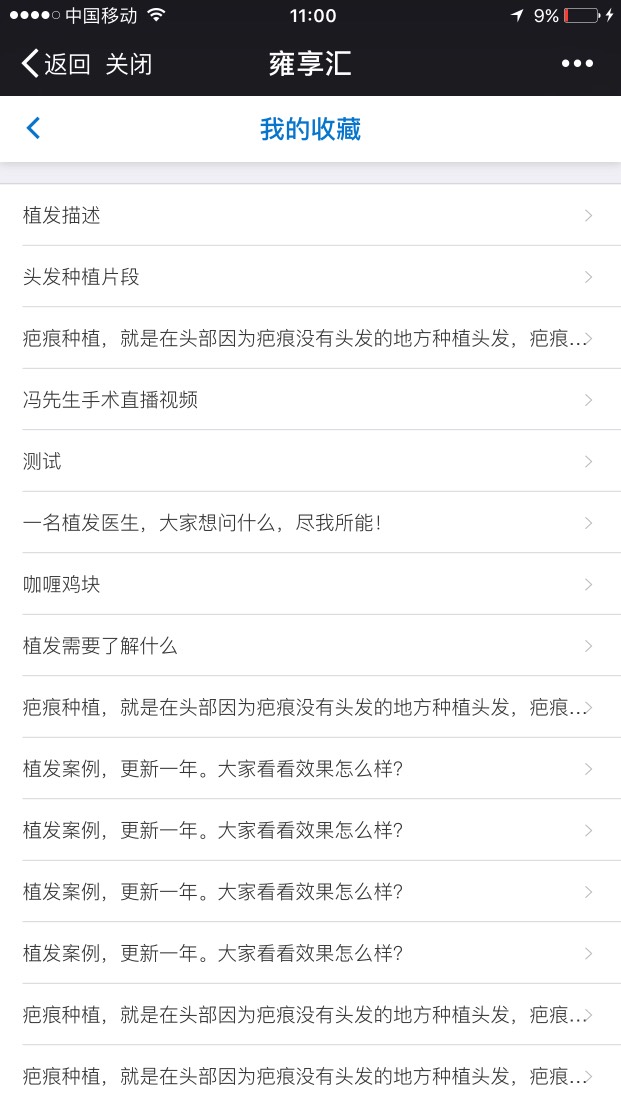 中国移动 11:00 9%
返回 关闭 雍享汇
我的收藏
植发描述
头发种植片段
疤痕种植，就是在头部因为疤痕没有头发的地方种植头发，疤痕...
冯先生手术直播视频
测试
一名植发医生，大家想问什么，尽我所能！
咖喱鸡块
植发需要了解什么
疤痕种植，就是在头部因为疤痕没有头发的地方种植头发，疤痕...
植发案例，更新一年。大家看看效果怎么样？
植发案例，更新一年。大家看看效果怎么样？
植发案例，更新一年。大家看看效果怎么样？
植发案例，更新一年。大家看看效果怎么样？
疤痕种植，就是在头部因为疤痕没有头发的地方种植头发，疤痕...
疤痕种植，就是在头部因为疤痕没有头发的地方种植头发，疤痕...